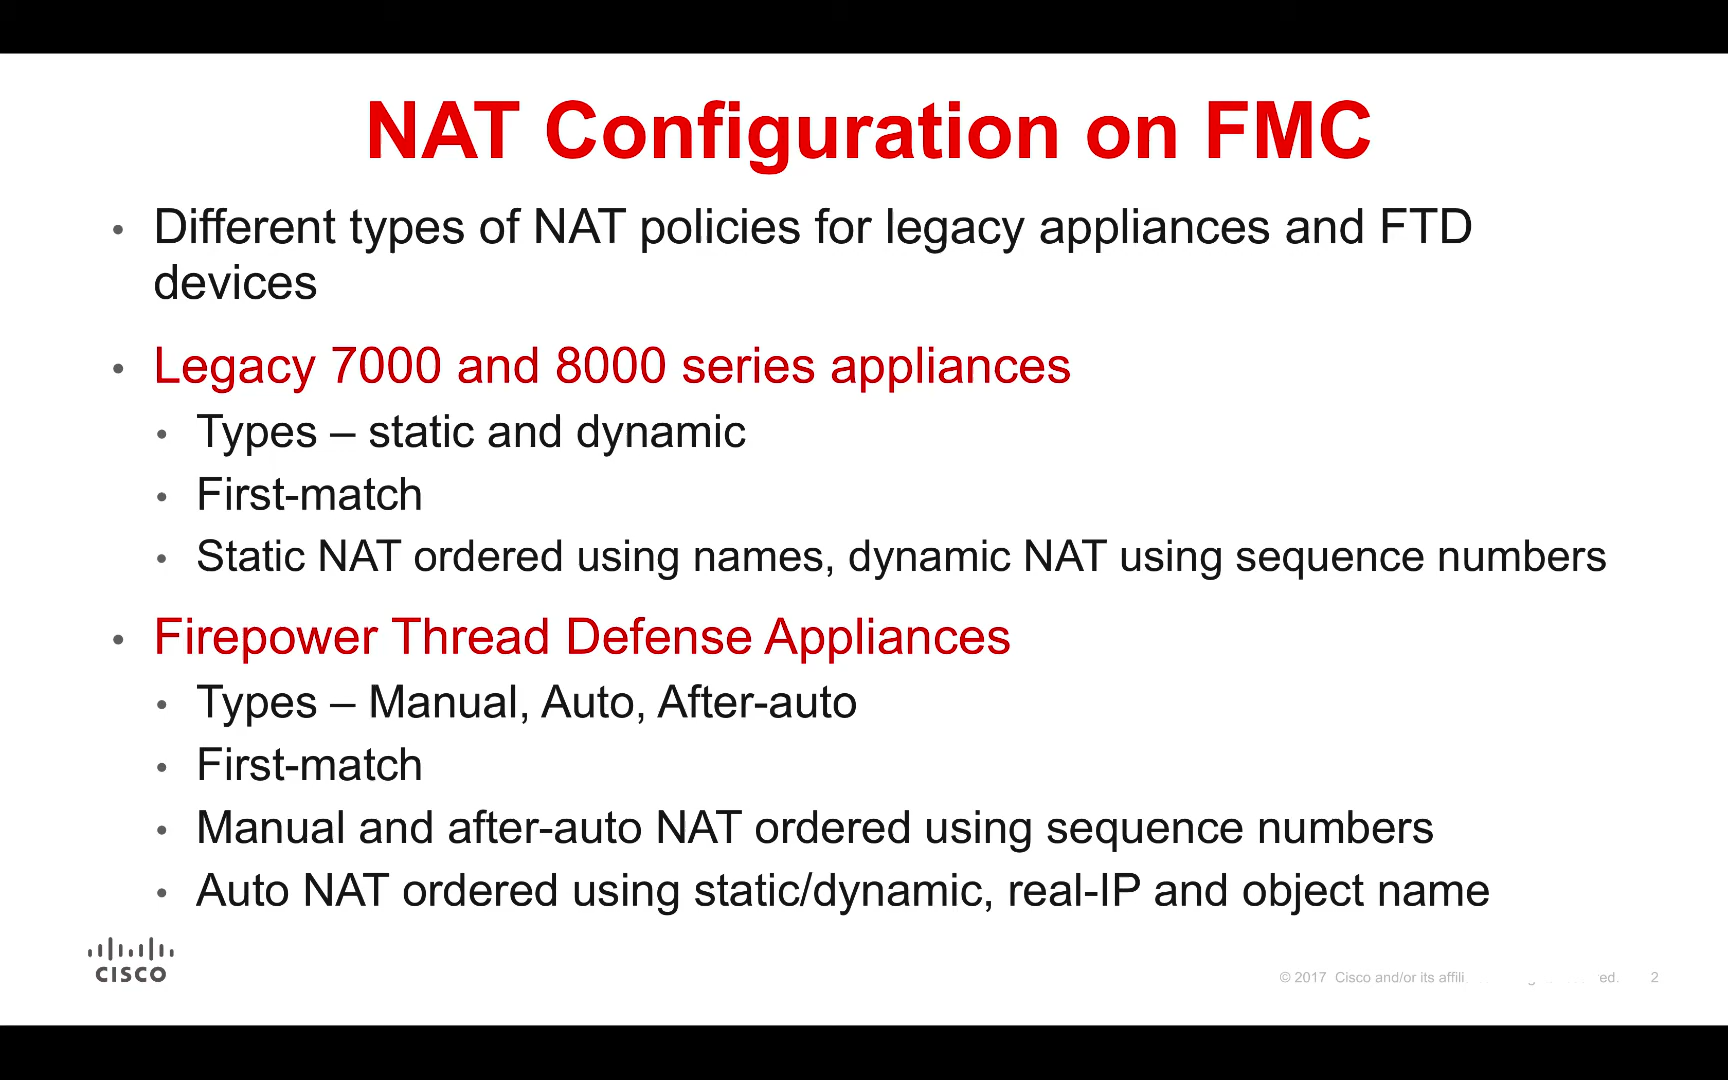 NAT Configuration on FMC
• Different types of NAT policies for legacy appliances and FTD
devices
• Legacy 7000 and 8000 series appliances
• Types – static and dynamic
• First-match
• Static NAT ordered using names, dynamic NAT using sequence numbers
• Firepower Thread Defense Appliances
• Types – Manual, Auto, After-auto
• First-match
• Manual and after-auto NAT ordered using sequence numbers
• Auto NAT ordered using static/dynamic, real-IP and object name
CISCO
© 2017 Cisco and/or its 2